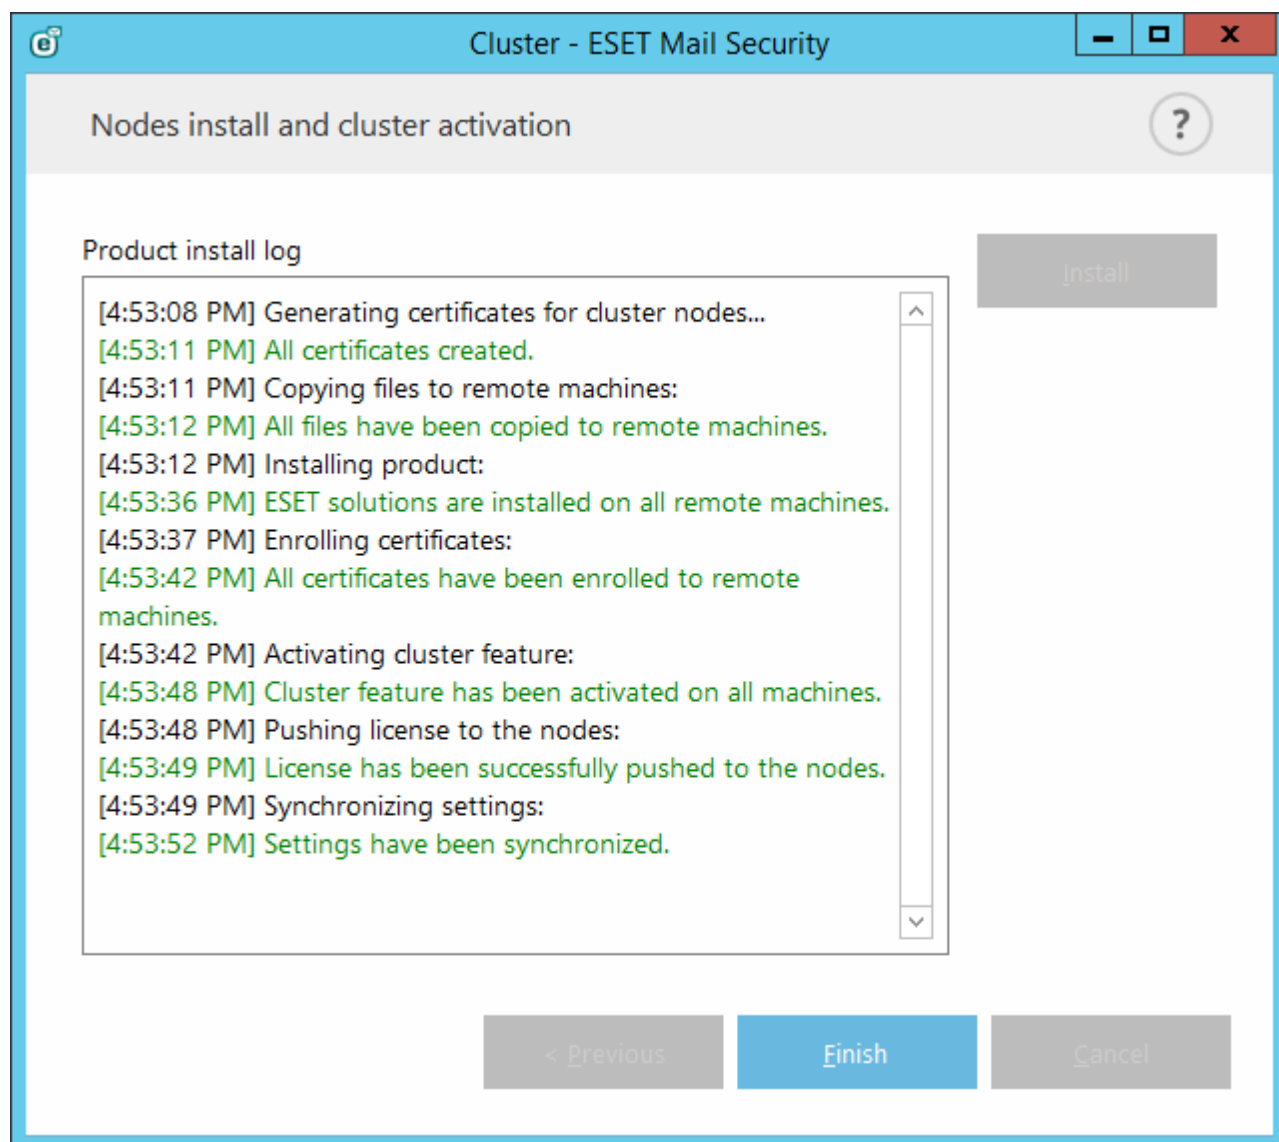 Cluster - ESET Mail Security
Nodes install and cluster activation
?
Product install log
Install
[4:53:08 PM] Generating certificates for cluster nodes...
[4:53:11 PM] All certificates created.
[4:53:11 PM] Copying files to remote machines:
[4:53:12 PM] All files have been copied to remote machines.
[4:53:12 PM] Installing product:
[4:53:36 PM] ESET solutions are installed on all remote machines.
[4:53:37 PM] Enrolling certificates:
[4:53:42 PM] All certificates have been enrolled to remote
machines.
[4:53:42 PM] Activating cluster feature:
[4:53:48 PM] Cluster feature has been activated on all machines.
[4:53:48 PM] Pushing license to the nodes:
[4:53:49 PM] License has been successfully pushed to the nodes.
[4:53:49 PM] Synchronizing settings:
[4:53:52 PM] Settings have been synchronized.
< Previous
Finish
Cancel